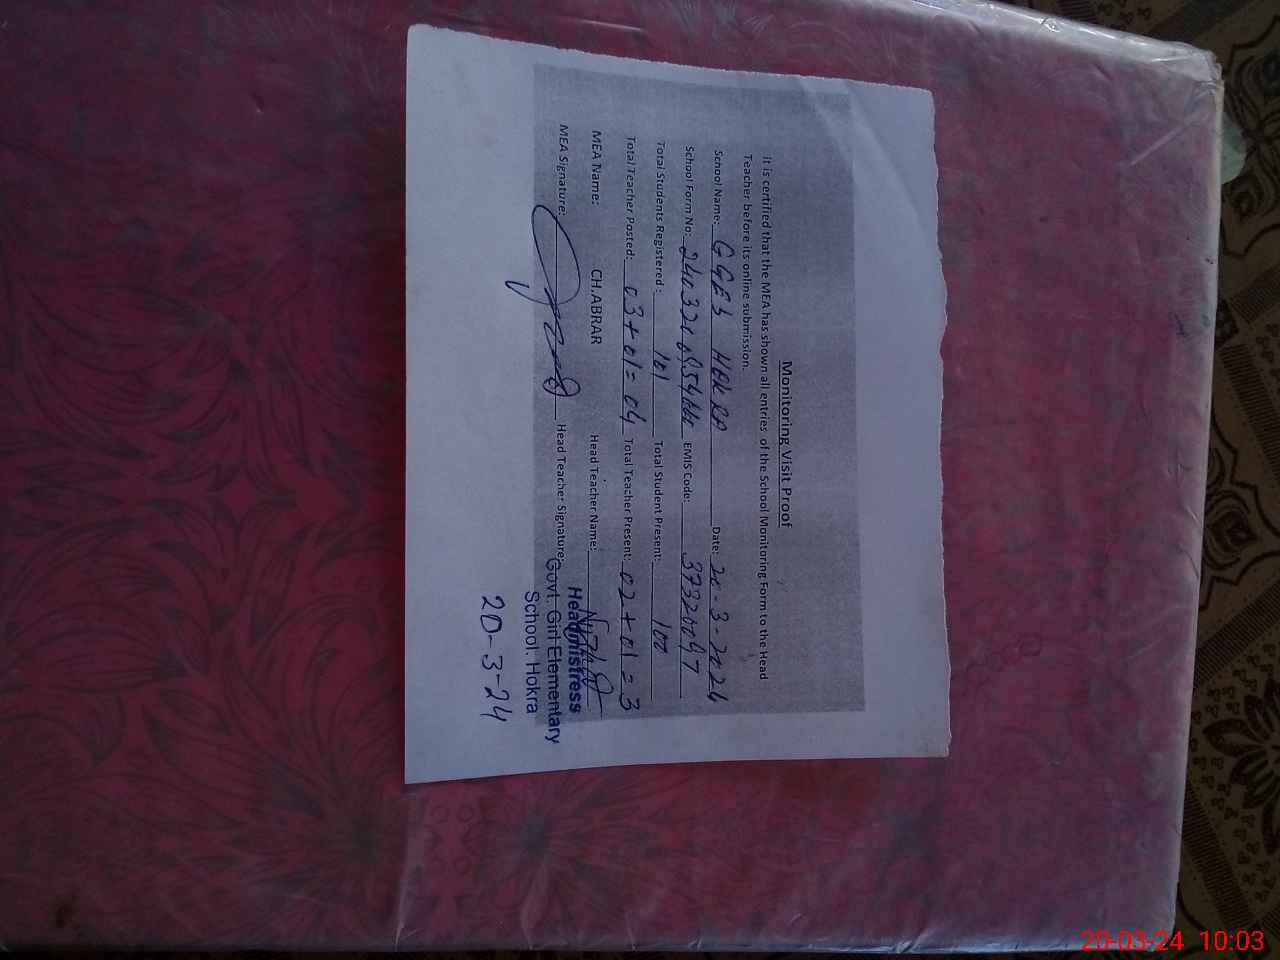 Monitoring Visit Proof
It is certified that the MEA has shown all entries of the School Monitoring Form to the Head
Teacher before its online submission.
School Name: GGES HOKRA Date: 20-3-2024
School Form No: EMIS Code: 37320097
Total Students Registered : 101 Total Student Present: 100
Total Teacher Posted: 03+01=04 Total Teacher Present: 02+01=3
MEA Name: CH.ABRAR Head Teacher Name:
MEA Signature: Head Teacher Signature:
Headmistress
Govt. Girl Elementary
School: Hokra
20-3-24
20-03-24 10:03